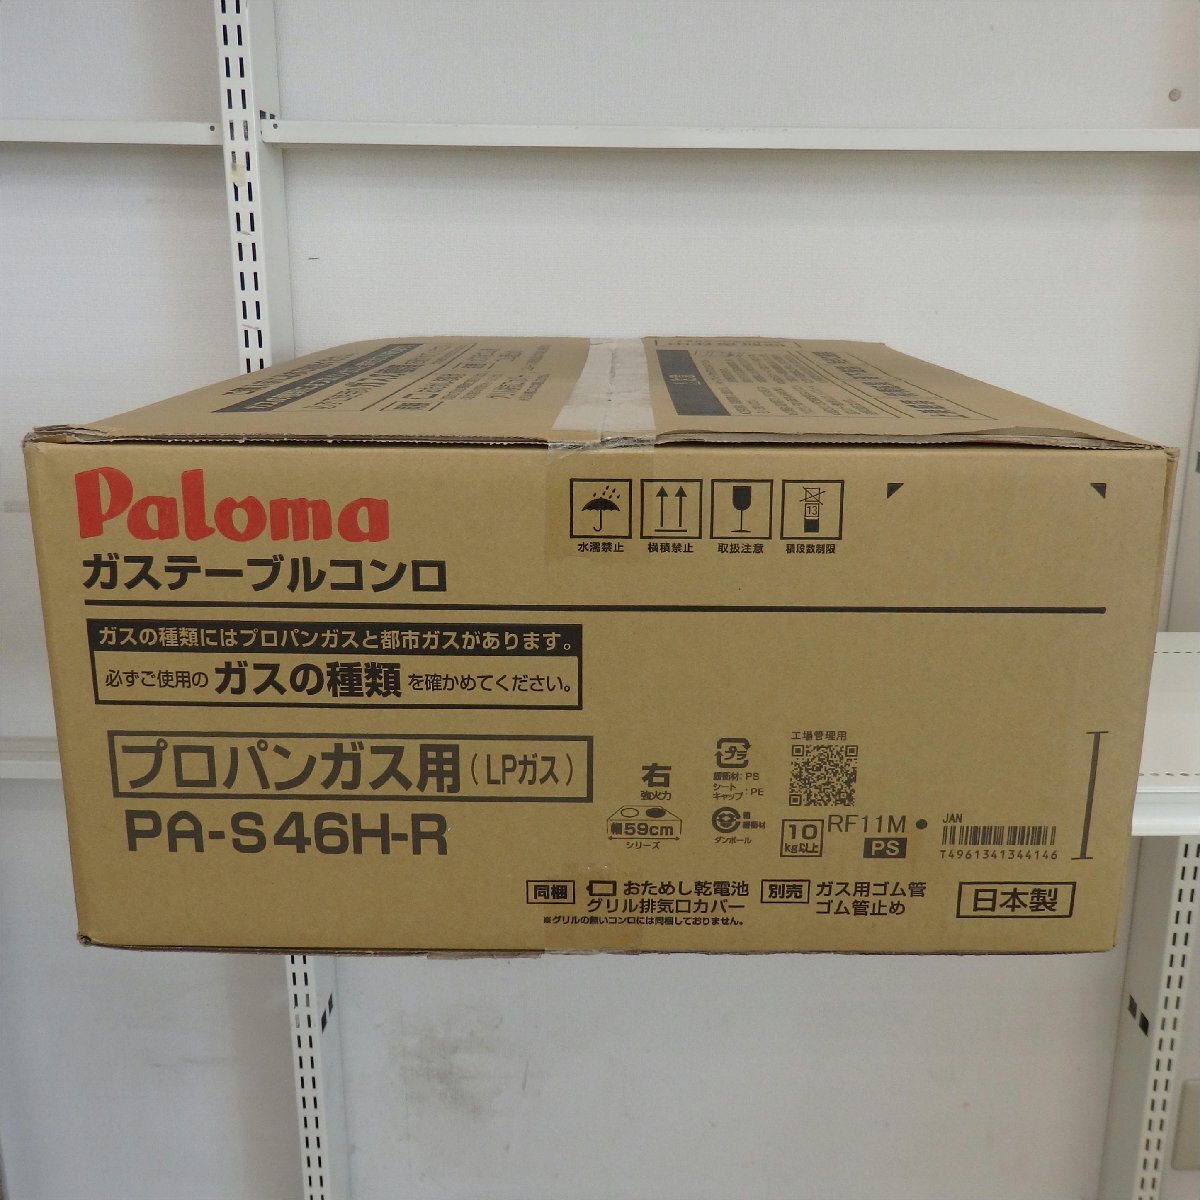 Paloma
ガステーブルコンロ
水濡禁止
横積禁止
取扱注意
13
積段数制限
ガスの種類にはプロパンガスと都市ガスがあります。
必ずご使用の ガスの種類 を確かめてください。
プロパンガス用(LPガス)
PA-S46H-R
右
強火力
幅59cm
シリーズ
プラ
緩衝材: PS
シート
キャップ: PE
ダンボール
工場管理用
10
kg以上
RF11M
PS
JAN
T4961341344146
同梱
おためし乾電池
グリル排気口カバー
※グリルの無いコンロには同梱しておりません。
別売
ガス用ゴム管
ゴム管止め
日本製